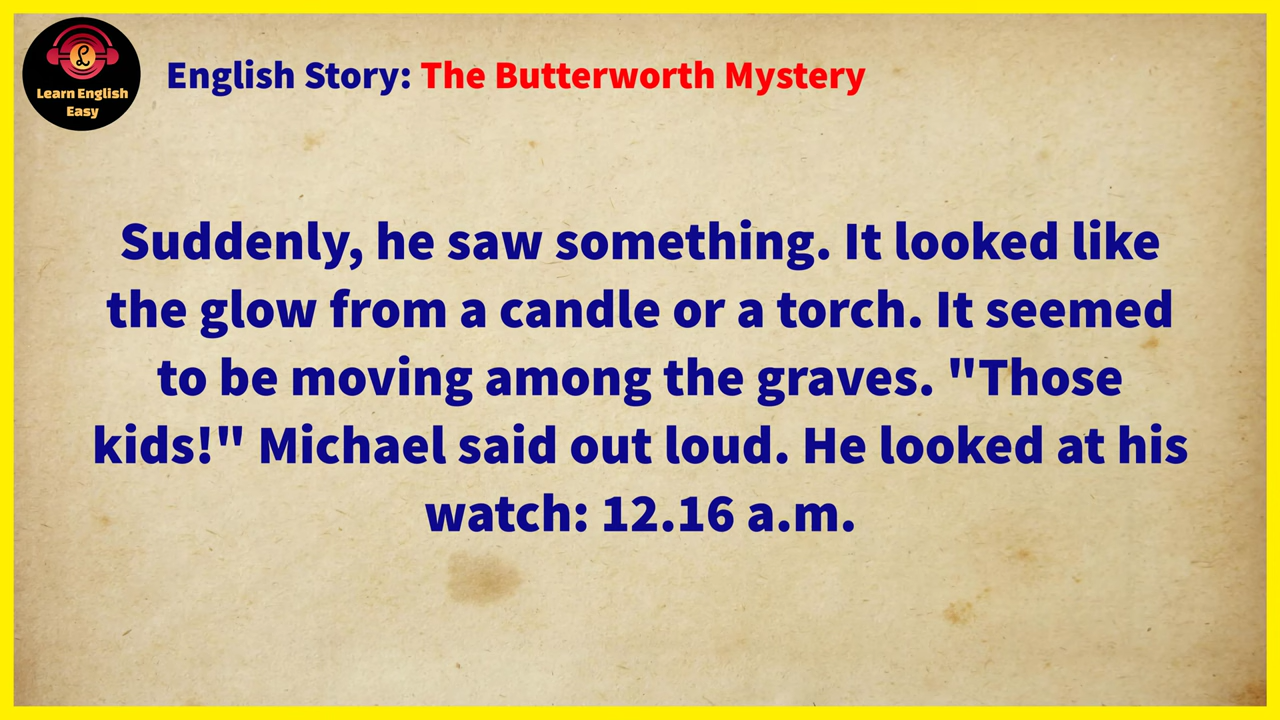 Learn English
Easy
English Story: The Butterworth Mystery
Suddenly, he saw something. It looked like
the glow from a candle or a torch. It seemed
to be moving among the graves. "Those
kids!" Michael said out loud. He looked at his
watch: 12.16 a.m.